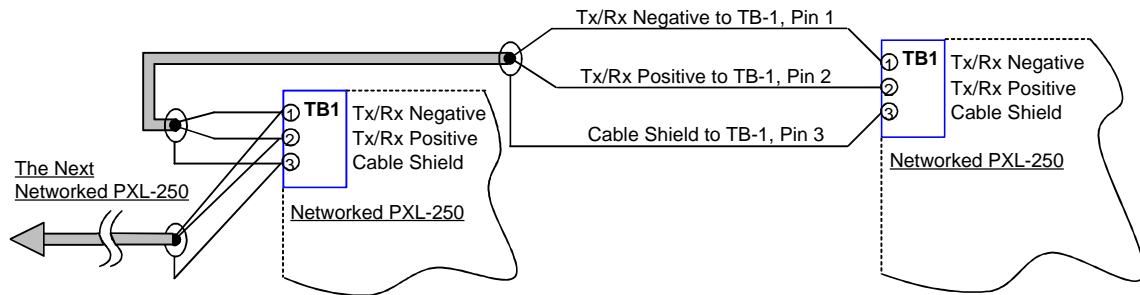 Tx/Rx Negative to TB-1, Pin 1
Tx/Rx Positive to TB-1, Pin 2
Cable Shield to TB-1, Pin 3
1 TB1 Tx/Rx Negative
2 Tx/Rx Positive
3 Cable Shield
Networked PXL-250
1 TB1 Tx/Rx Negative
2 Tx/Rx Positive
3 Cable Shield
Networked PXL-250
The Next
Networked PXL-250